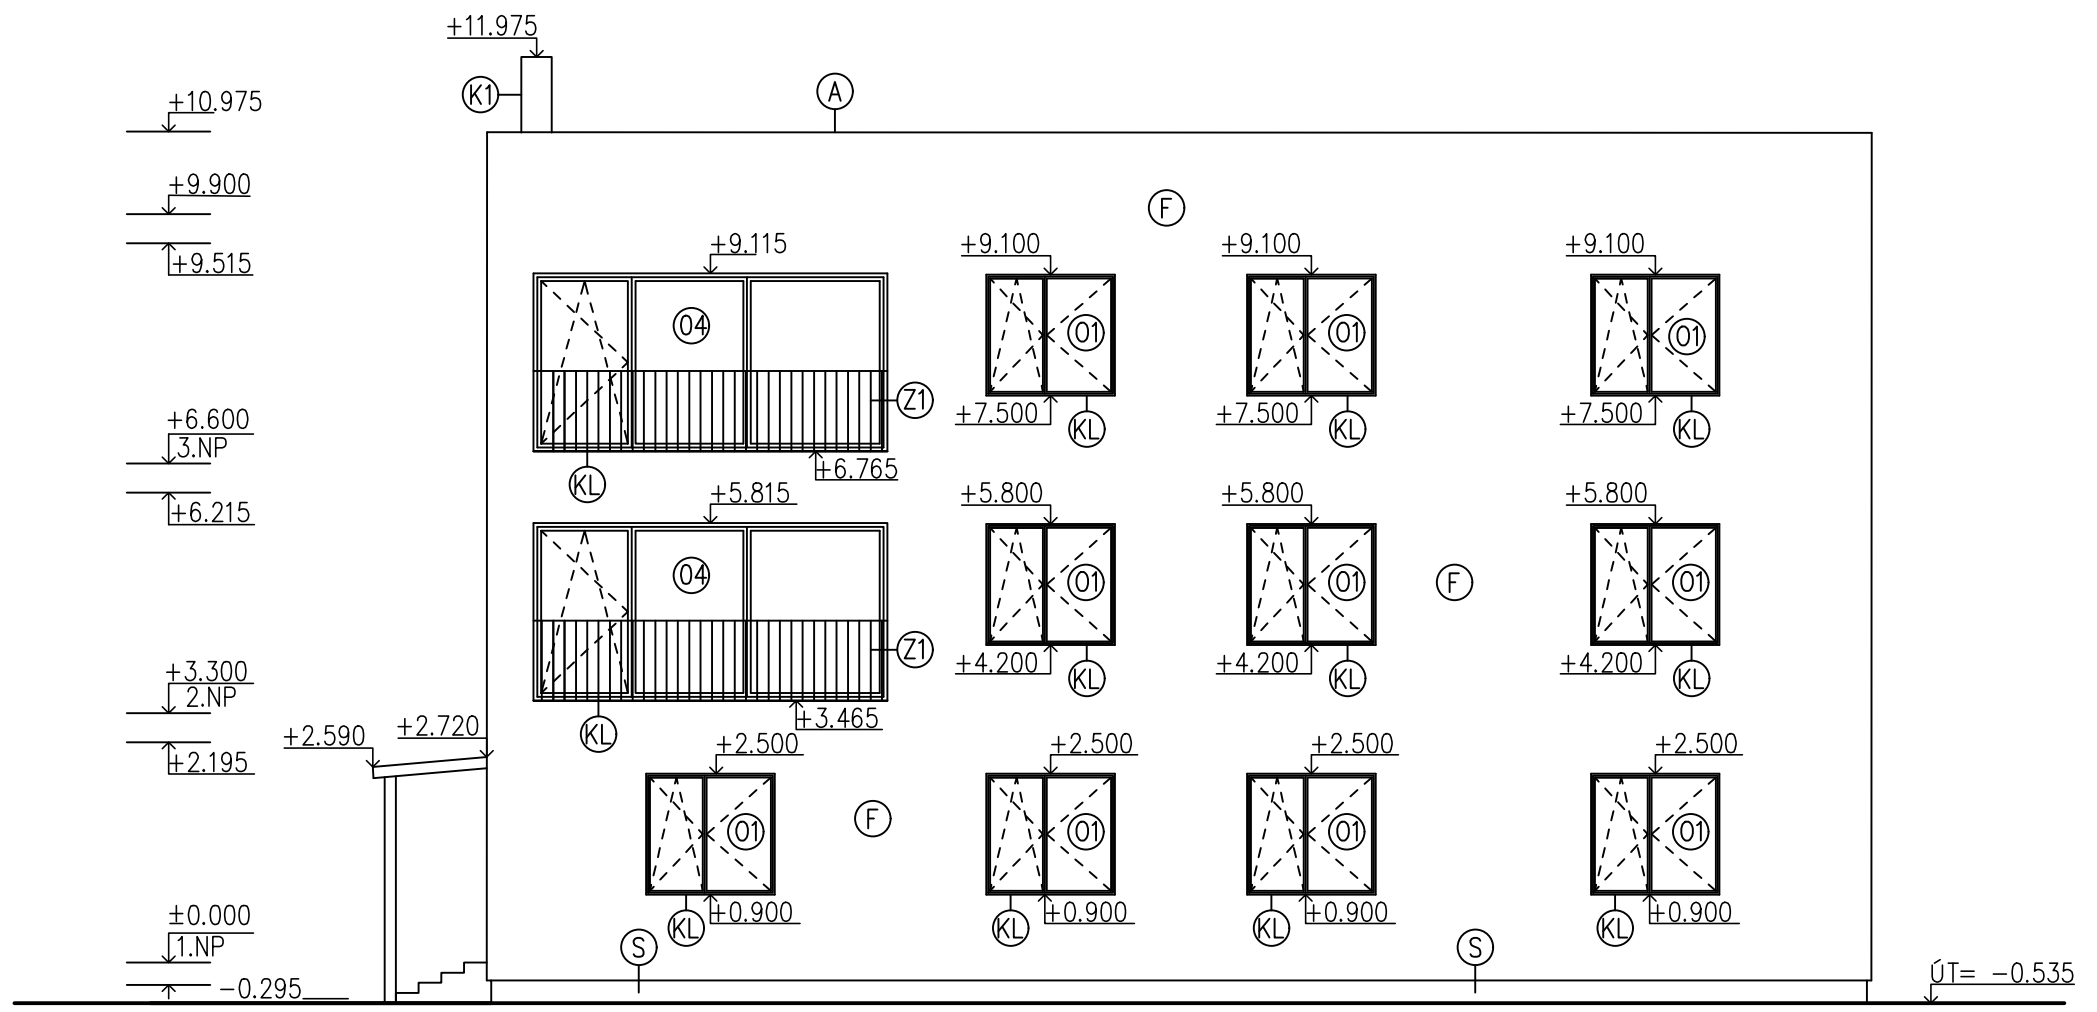 +11.975
K1
A
+10.975
+9.900
F
+9.115
+9.100
+9.100
+9.100
+9.515
04
01
01
01
Z1
+7.500
+7.500
+7.500
+6.600
KL
KL
KL
3.NP
+6.765
KL
+5.815
+5.800
+5.800
+5.800
+6.215
04
01
01
F
01
Z1
+4.200
+4.200
+4.200
+3.300
KL
KL
KL
2.NP
+3.465
+2.720
+2.590
KL
+2.500
+2.500
+2.500
+2.500
+2.195
F
01
01
01
01
±0.000
+0.900
+0.900
+0.900
+0.900
KL
KL
KL
KL
1.NP
S
S
ÚT= -0.535
-0.295